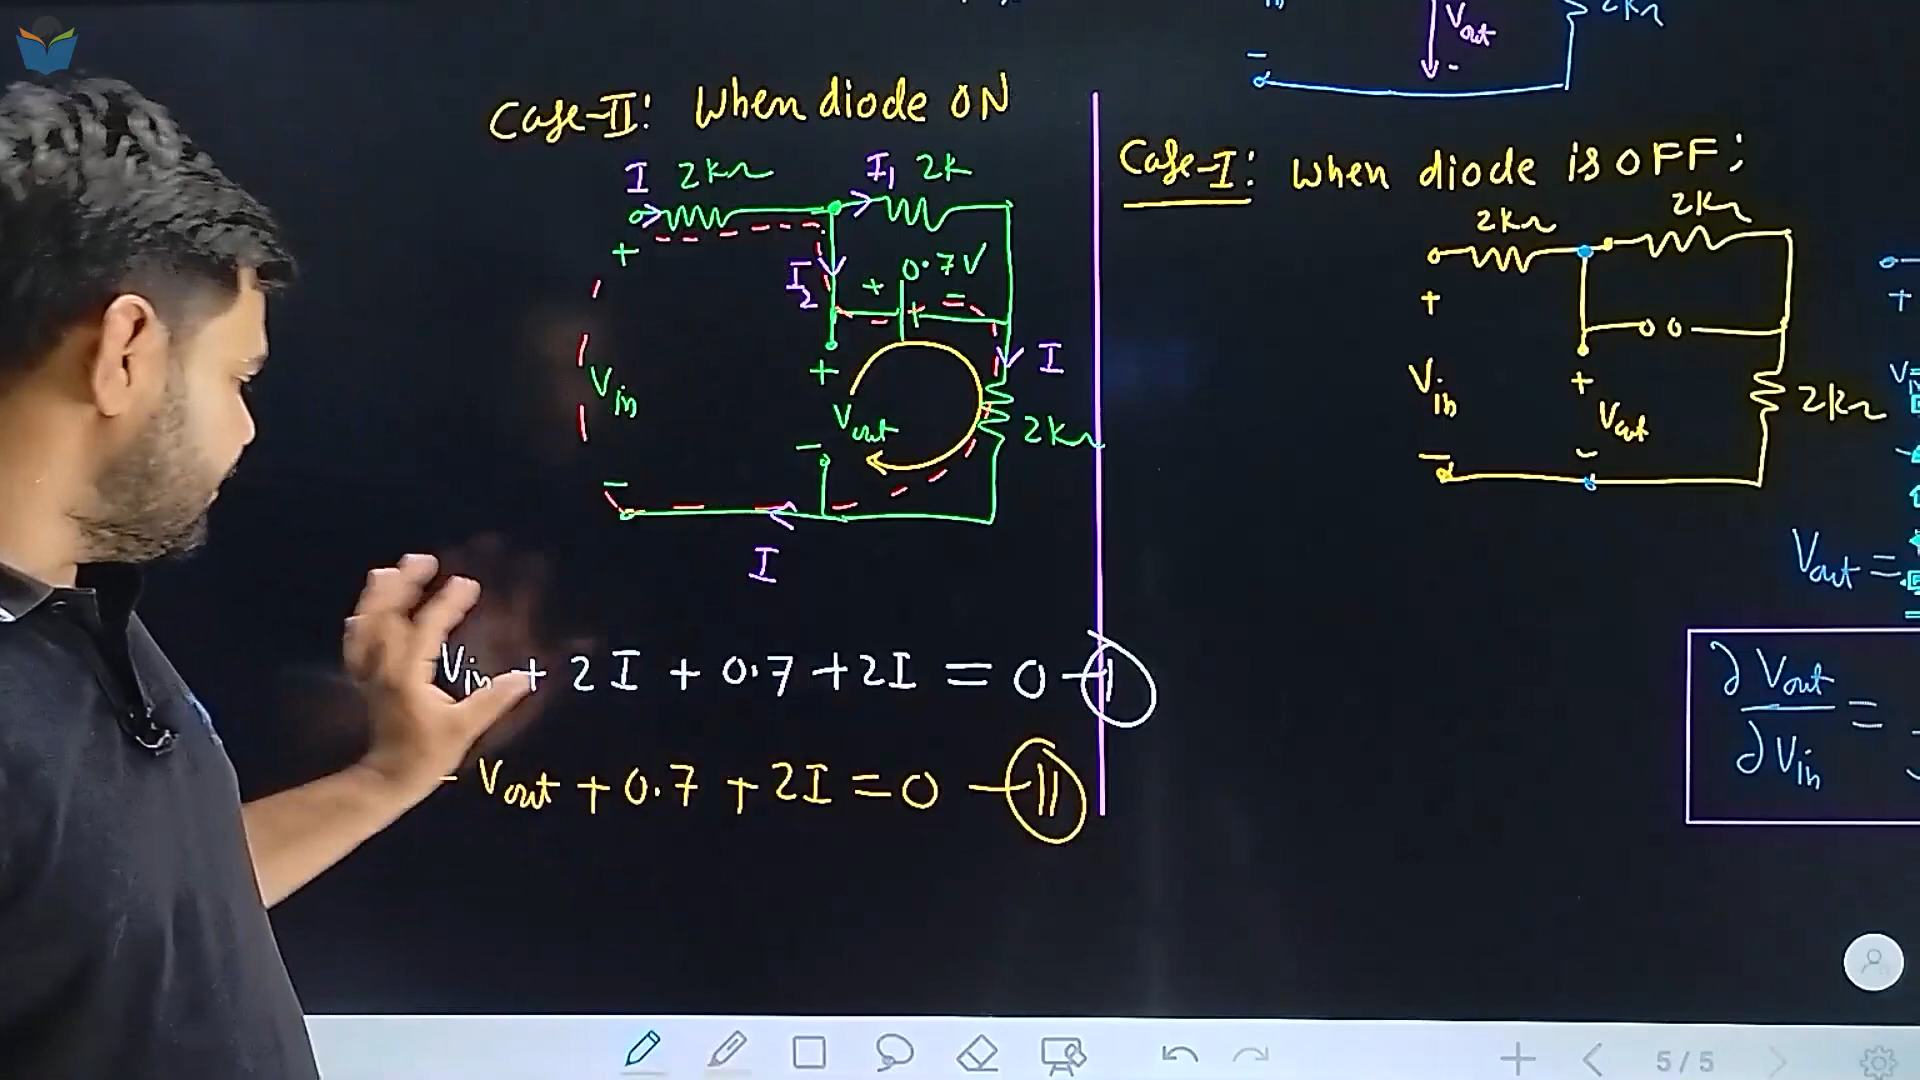 Case-II: When diode ON
I 2kΩ I₁ 2k
+ I₂ + 0.7V -
Vin + Vout - I 2kΩ
-
I
Vin + 2I + 0.7 + 2I = 0 - I
- Vout + 0.7 + 2I = 0 - II
Vout
-
- 2kΩ
Case-I: When diode is OFF:
2kΩ 2kΩ
+
Vin + Vout - 2kΩ
-
+
Vout =
∂Vout
∂Vin =
5/5